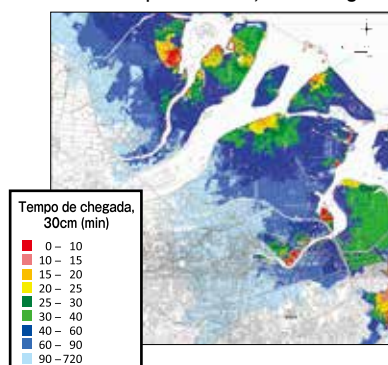 Tempo de chegada,
30cm (min)
0 – 10
10 – 15
15 – 20
20 – 25
25 – 30
30 – 40
40 – 60
60 – 90
90 –720